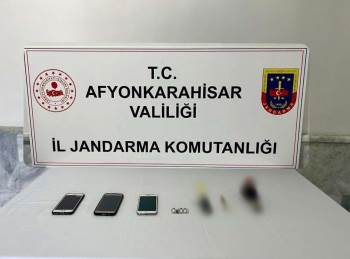 T.C.
AFYONKARAHİSAR
VALİLİĞİ
İL JANDARMA KOMUTANLIĞI